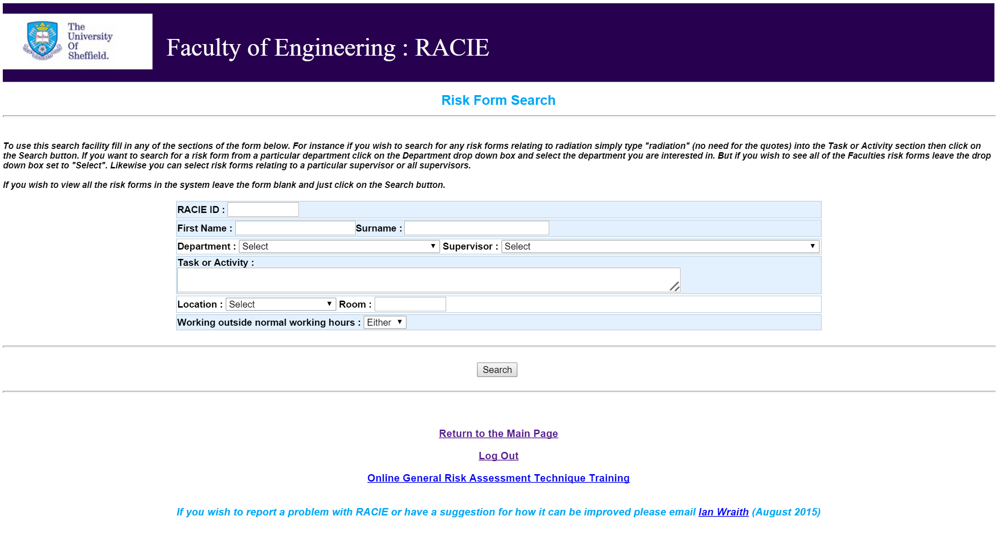 The
University
Of
Sheffield.
Faculty of Engineering : RACIE
Risk Form Search
To use this search facility fill in any of the sections of the form below. For instance if you wish to search for any risk forms relating to radiation simply type "radiation" (no need for the quotes) into the Task or Activity section then click on
the Search button. If you want to search for a risk form from a particular department click on the Department drop down box and select the department you are interested in. But if you wish to see all of the Faculties risk forms leave the drop
down box set to "Select". Likewise you can select risk forms relating to a particular supervisor or all supervisors.
If you wish to view all the risk forms in the system leave the form blank and just click on the Search button.
RACIE ID :
First Name : Surname :
Department : Select Supervisor : Select
Task or Activity :
Location : Select Room :
Working outside normal working hours : Either
Search
Return to the Main Page
Log Out
Online General Risk Assessment Technique Training
If you wish to report a problem with RACIE or have a suggestion for how it can be improved please email Ian Wraith (August 2015)